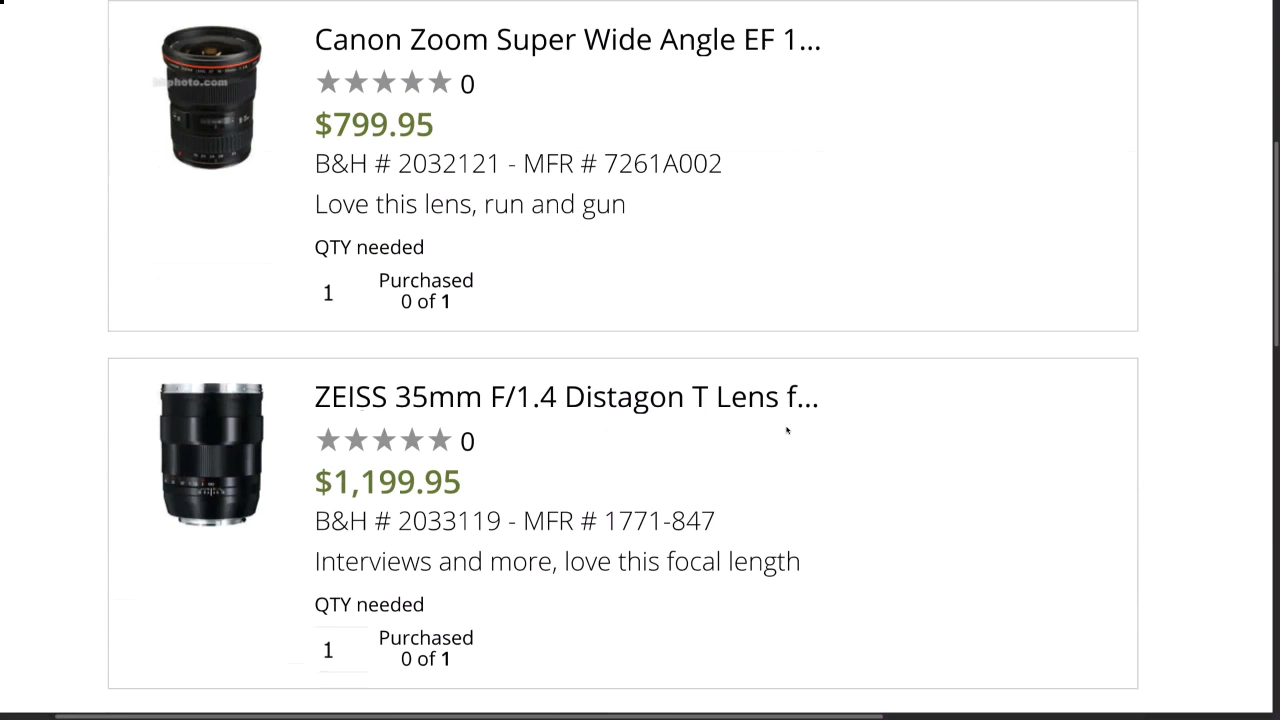 Canon Zoom Super Wide Angle EF 1...
0
$799.95
B&H # 2032121 - MFR # 7261A002
Love this lens, run and gun
QTY needed
1
Purchased
0 of 1
ZEISS 35mm F/1.4 Distagon T Lens f...
0
$1,199.95
B&H # 2033119 - MFR # 1771-847
Interviews and more, love this focal length
QTY needed
1
Purchased
0 of 1